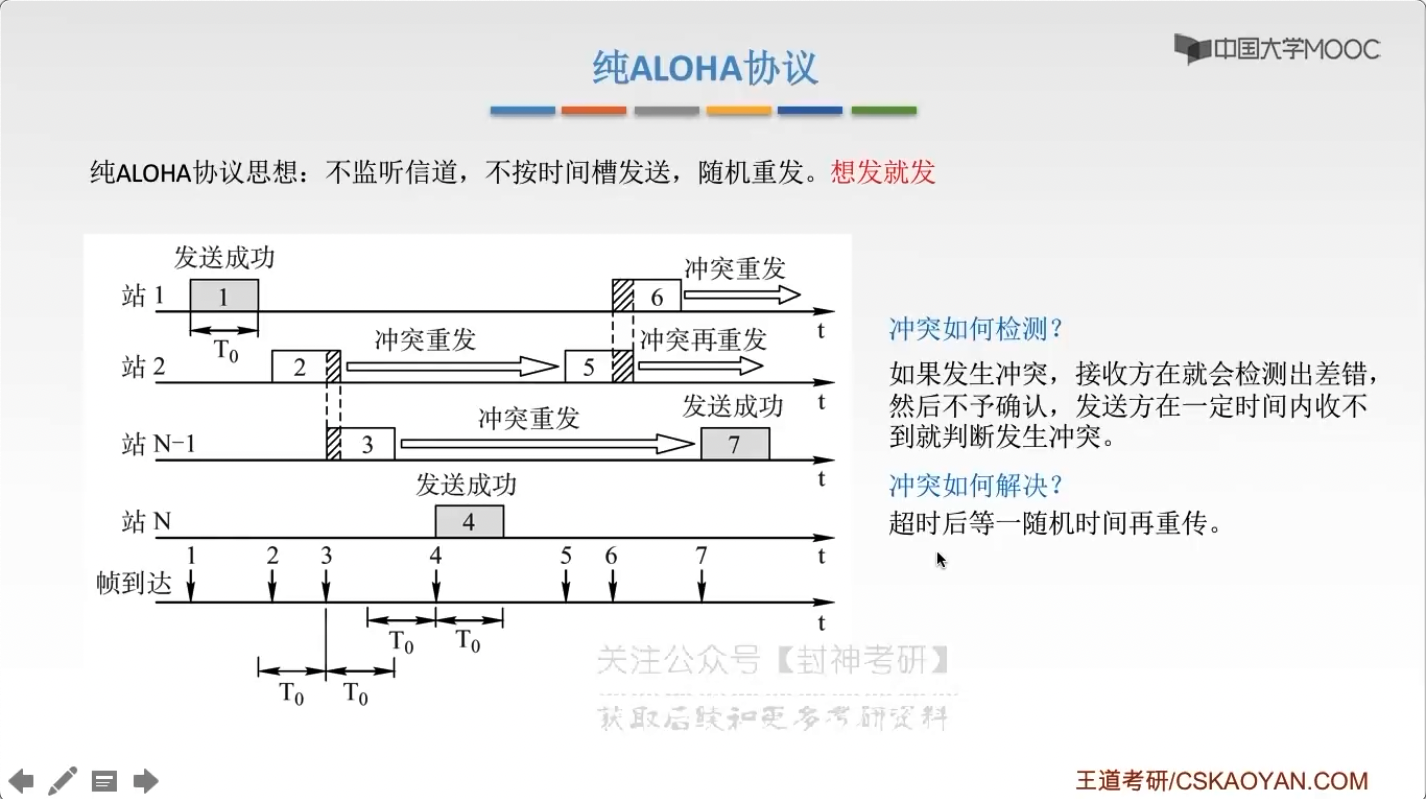 中国大学MOOC
纯ALOHA协议
纯ALOHA协议思想：不监听信道，不按时间槽发送，随机重发。想发就发
发送成功
站 1
1
6
冲突重发
t
T0
站 2
2
冲突重发
5
冲突再重发
t
站 N-1
3
冲突重发
发送成功
7
t
发送成功
站 N
4
t
1 2 3 4 5 6 7
帧到达
t
T0 T0
T0 T0
冲突如何检测？
如果发生冲突，接收方在就会检测出差错，
然后不予确认，发送方在一定时间内收不
到就判断发生冲突。
冲突如何解决？
超时后等一随机时间再重传。
关注公众号【封神考研】
获取后续和更多考研资料
王道考研/CSKAOYAN.COM